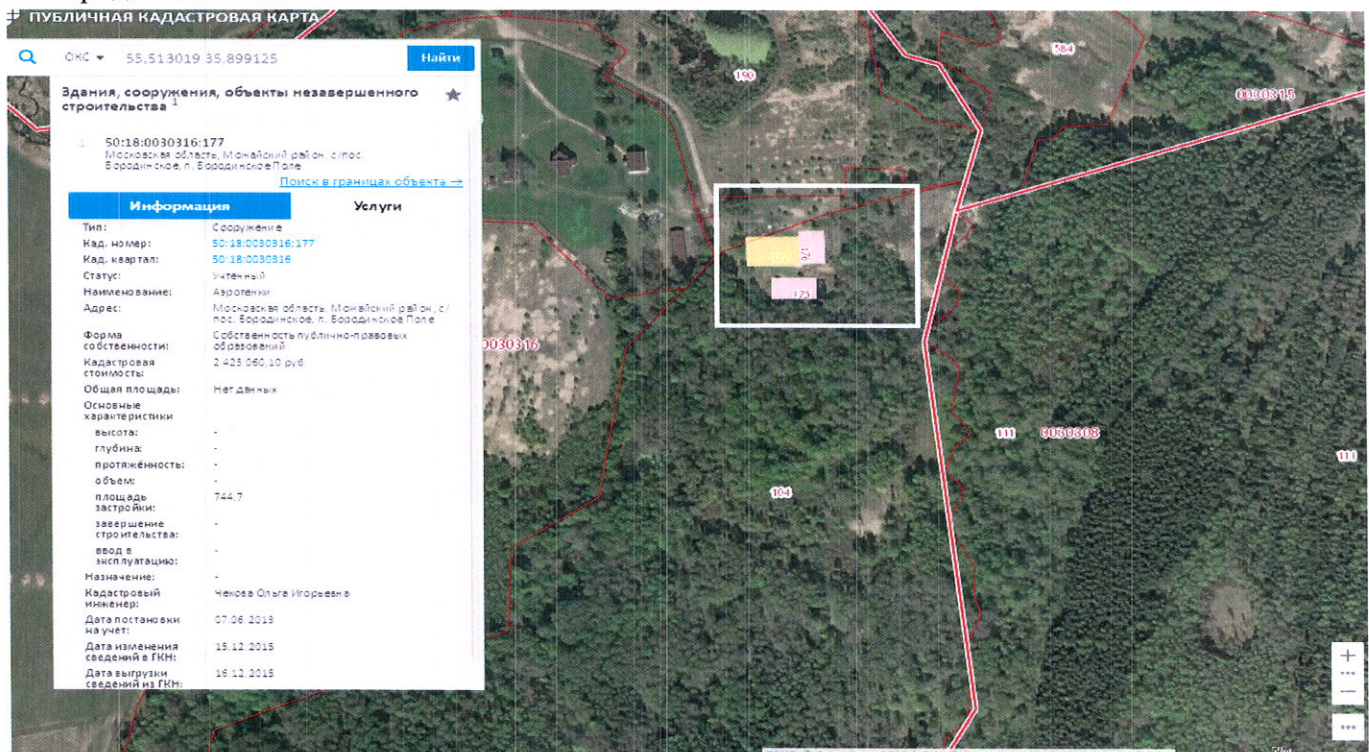 ПУБЛИЧНАЯ КАДАСТРОВАЯ КАРТА
ОКС 55,513019 35,899125 Найти
Здания, сооружения, объекты незавершенного
строительства 1
1. 50:18:0030316:177
Московская область, Можайский район, с/пос.
Бородинское, п. Бородинское Поле
Поиск в границах объекта →
Информация Услуги
Тип: Сооружение
Кад. номер: 50:18:0030316:177
Кад. квартал: 50:18:0030316
Статус: Учтенный
Наименование: Аэротенки
Адрес: Московская область, Можайский район, с/
пос. Бородинское, п. Бородинское Поле
Форма Собственность публично-правовых
собственности: образований
Кадастровая 2 423 060,10 руб.
стоимость:
Общая площадь: Нет данных
Основные
характеристики
высота: -
глубина: -
протяжённость: -
объем: -
площадь 744,7
застройки:
завершение -
строительства:
ввод в -
эксплуатацию:
Назначение: -
Кадастровый Чехова Ольга Игорьевна
инженер:
Дата постановки 07.06.2013
на учет:
Дата изменения 15.12.2015
сведений в ГКН:
Дата выгрузки 16.12.2015
сведений из ГКН:
190
584
0030315
175
0030316
111 0030308
111
104